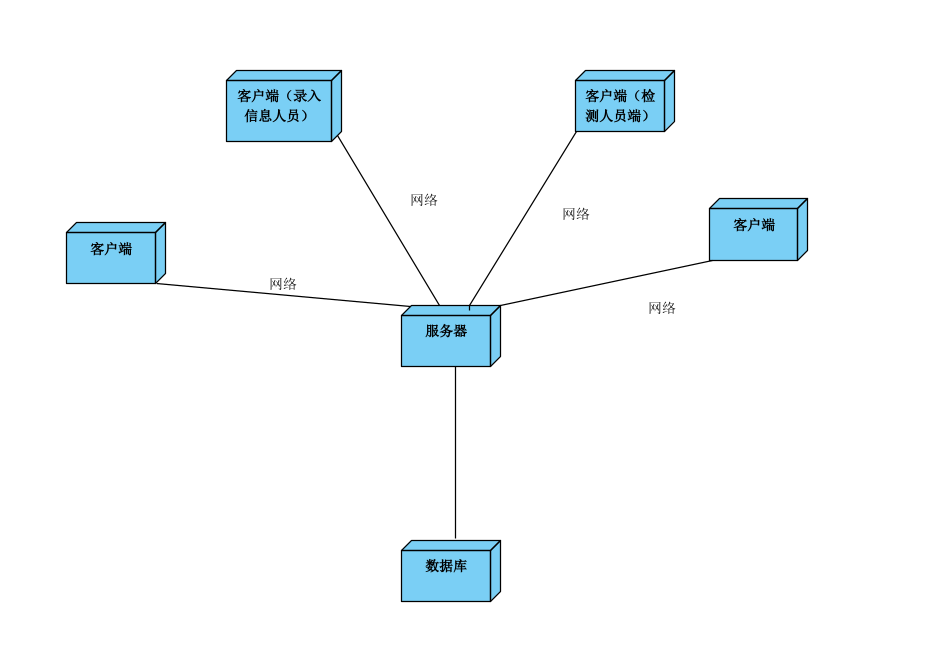 客户端（录入
信息人员）
客户端（检
测人员端）
网络
网络
客户端
客户端
网络
网络
服务器
数据库